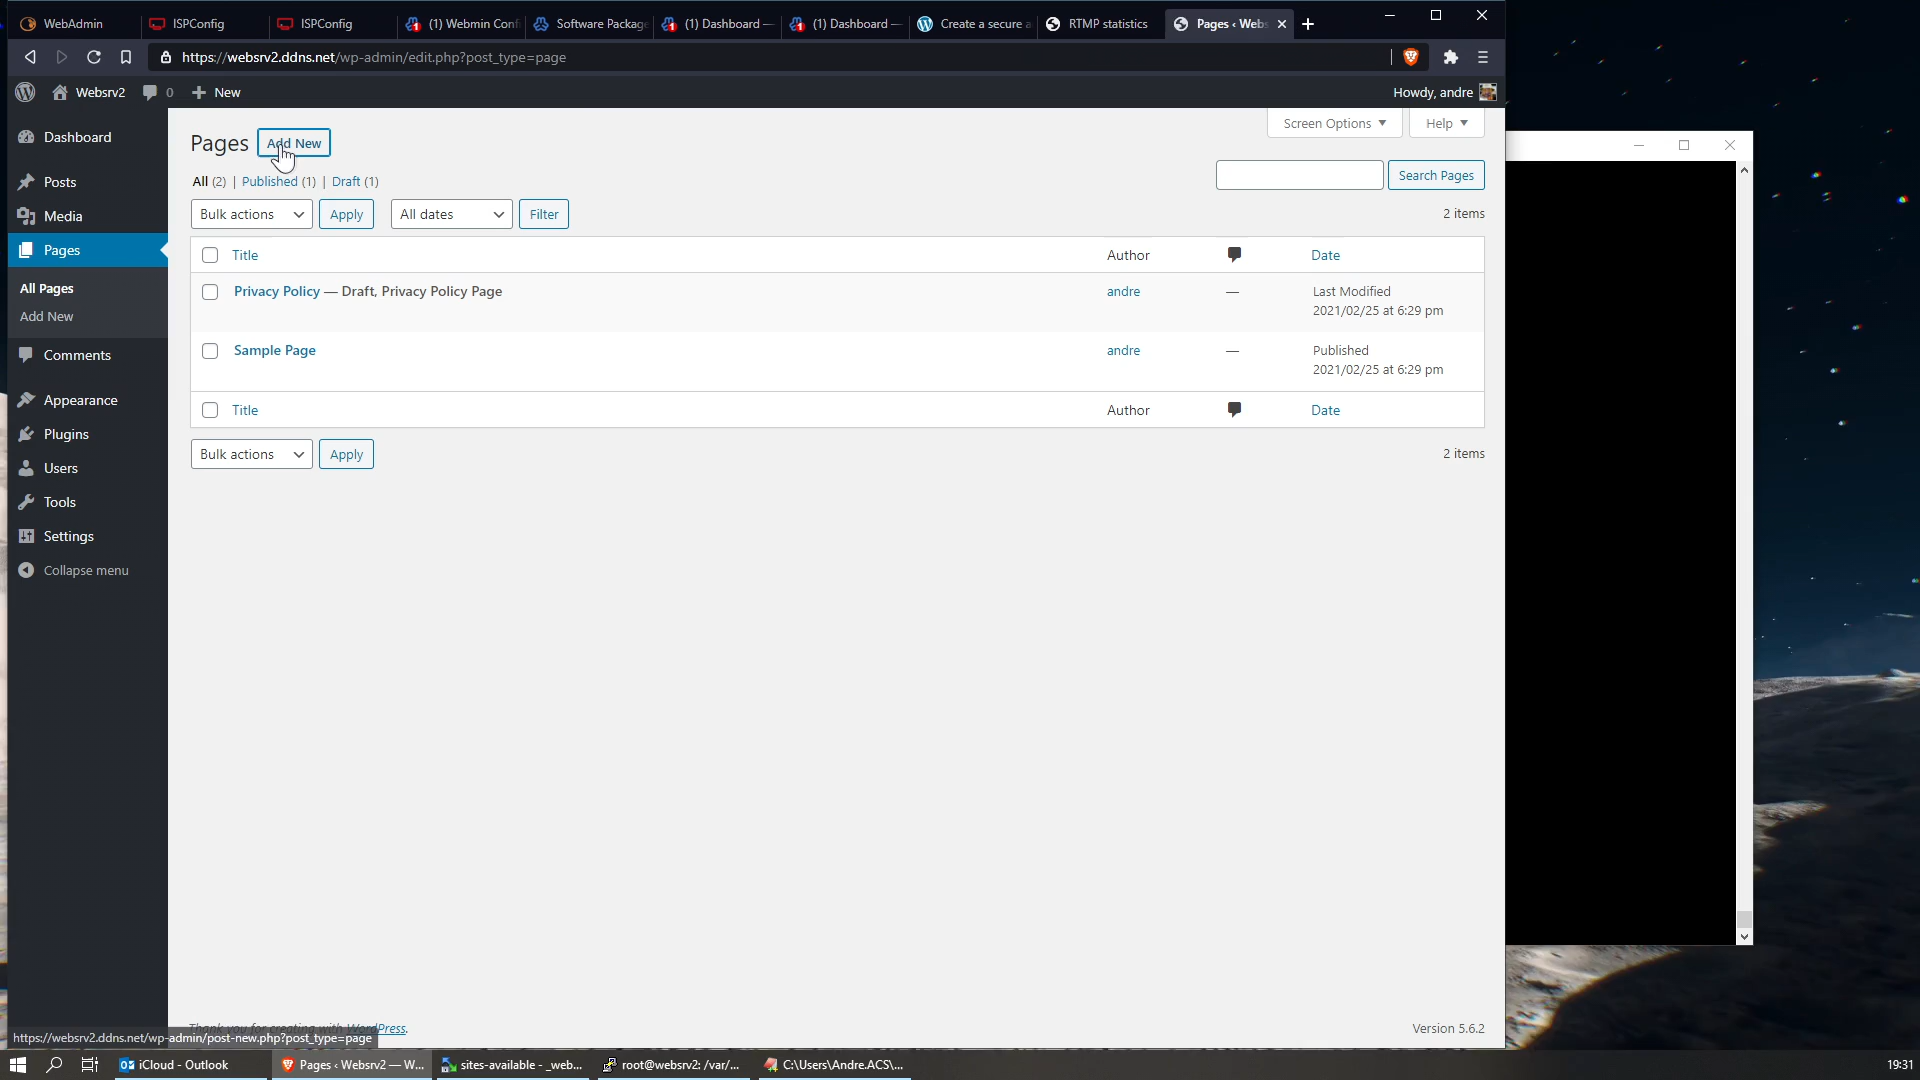 WebAdmin
ISPConfig
ISPConfig
(1) Webmin Conf
Software Package
(1) Dashboard —
(1) Dashboard —
Create a secure a
RTMP statistics
Pages ‹ Webs
https://websrv2.ddns.net/wp-admin/edit.php?post_type=page
Websrv2
0
New
Howdy, andre
Dashboard
Posts
Media
Pages
All Pages
Add New
Comments
Appearance
Plugins
Users
Tools
Settings
Collapse menu
Pages
Add New
Screen Options
Help
All (2) | Published (1) | Draft (1)
Search Pages
Bulk actions
Apply
All dates
Filter
2 items
Title
Author
Date
Privacy Policy — Draft, Privacy Policy Page
andre
—
Last Modified
2021/02/25 at 6:29 pm
Sample Page
andre
—
Published
2021/02/25 at 6:29 pm
Title
Author
Date
Bulk actions
Apply
2 items
Thank you for creating with WordPress.
Version 5.6.2
https://websrv2.ddns.net/wp-admin/post-new.php?post_type=page
iCloud - Outlook
Pages ‹ Websrv2 — W...
sites-available - _web...
root@websrv2: /var/...
C:\Users\Andre.ACS\...
19:31